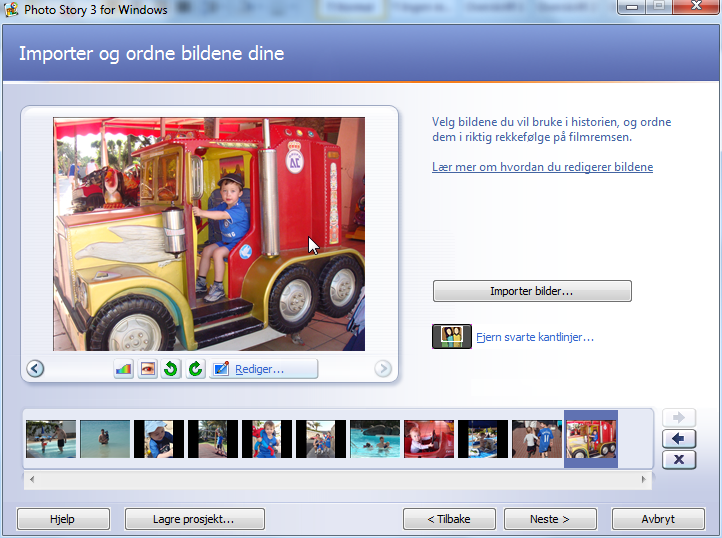 Photo Story 3 for Windows
Importer og ordne bildene dine
Velg bildene du vil bruke i historien, og ordne
dem i riktig rekkefølge på filmremsen.
Lær mer om hvordan du redigerer bildene
Importer bilder...
Fjern svarte kantlinjer...
Rediger...
Hjelp
Lagre prosjekt...
< Tilbake
Neste >
Avbryt